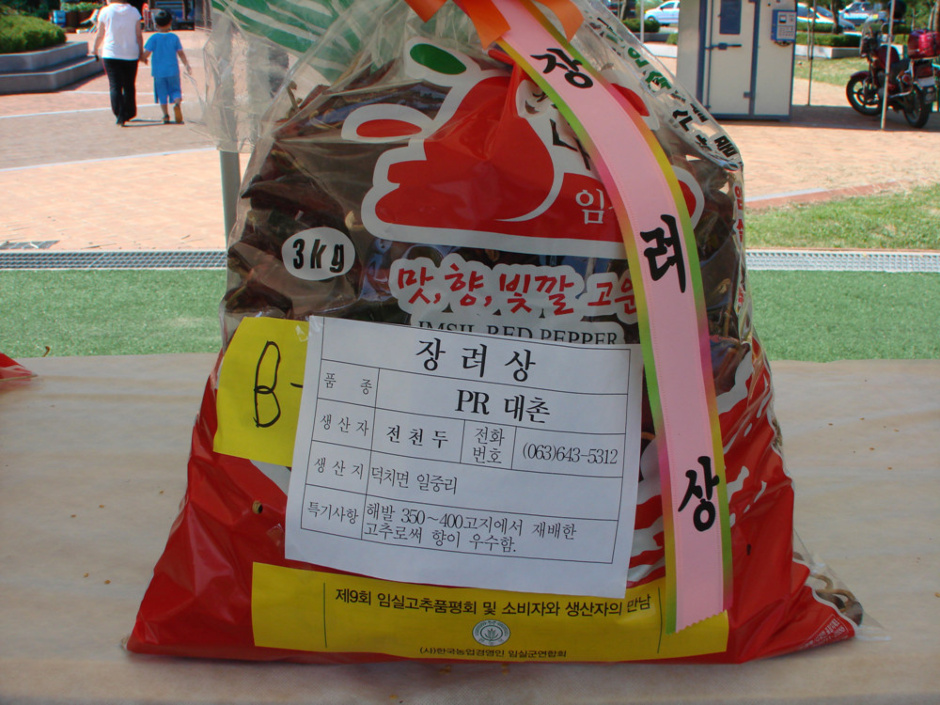 장려상
임
3kg
맛, 향, 빛깔 고운
IMSIL RED PEPPER
B-
장 려 상
품 종 PR 대촌
생 산 자 전 천 두 전화번호 (063)643-5312
생 산 지 덕치면 일중리
특기사항 해발 350~400고지에서 재배한
고추로써 향이 우수함.
제9회 임실고추품평회 및 소비자와 생산자의 만남
(사)한국농업경영인 임실군연합회